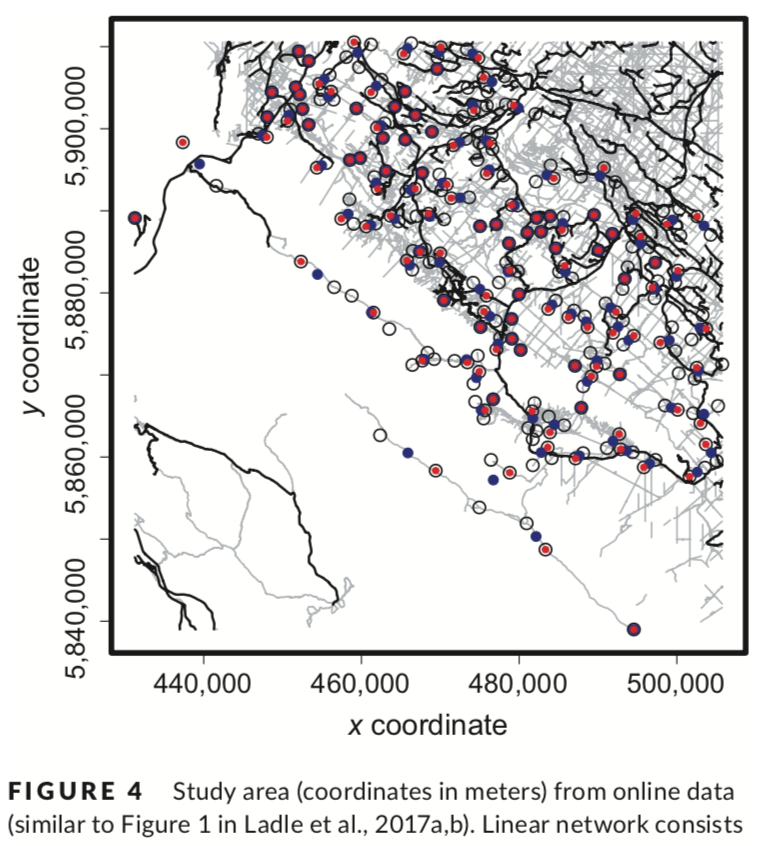 5,900,000
5,880,000
5,860,000
5,840,000
y coordinate
440,000 460,000 480,000 500,000
x coordinate
FIGURE 4 Study area (coordinates in meters) from online data
(similar to Figure 1 in Ladle et al., 2017a,b). Linear network consists